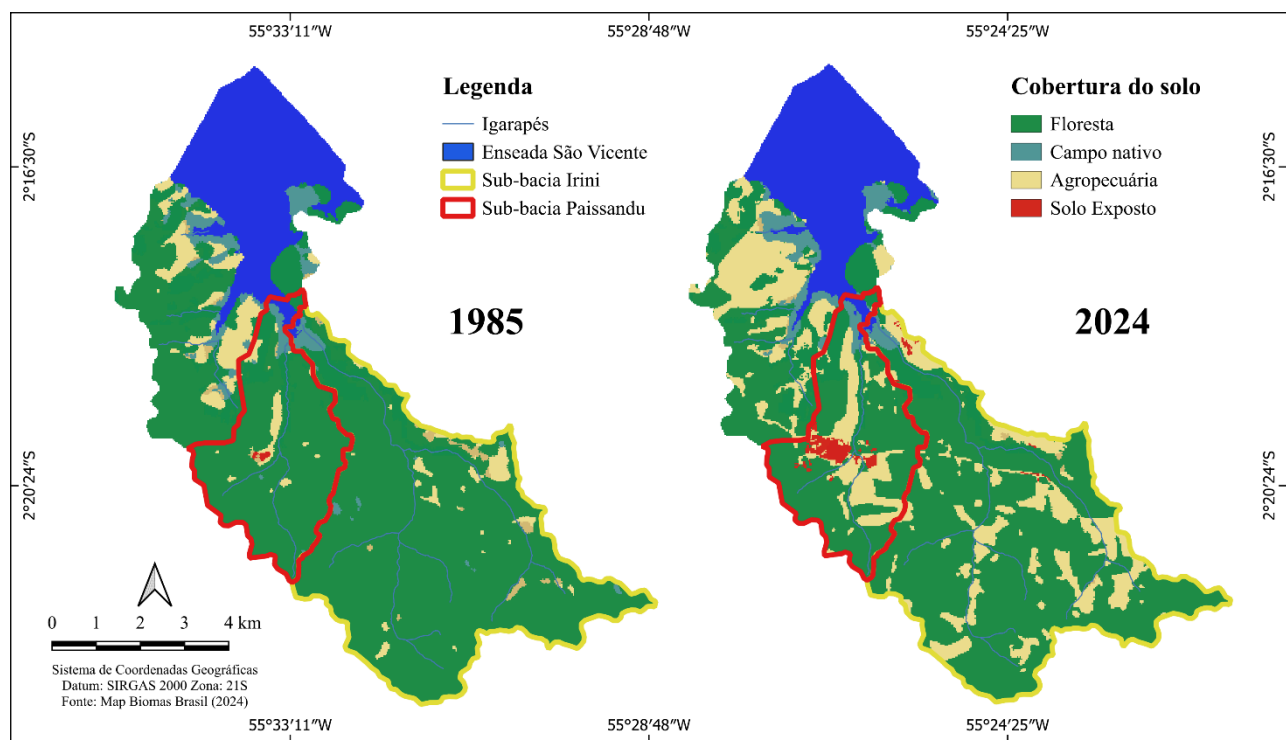 55°33'11"W
55°28'48"W
55°24'25"W
Legenda
Igarapés
Enseada São Vicente
Sub-bacia Irini
Sub-bacia Paissandu
Cobertura do solo
Floresta
Campo nativo
Agropecuária
Solo Exposto
2°16'30"S
2°16'30"S
1985
2024
2°20'24"S
2°20'24"S
0 1 2 3 4 km
Sistema de Coordenadas Geográficas
Datum: SIRGAS 2000 Zona: 21S
Fonte: Map Biomas Brasil (2024)
55°33'11"W
55°28'48"W
55°24'25"W